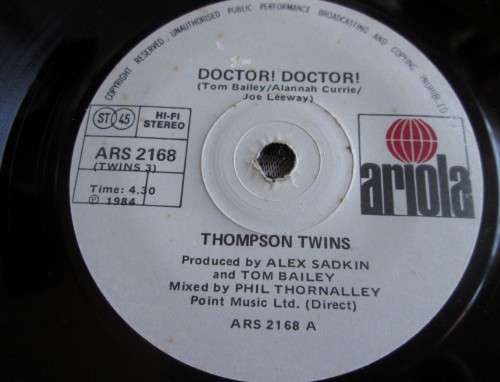 COPYRIGHT RESERVED, UNAUTHORISED PUBLIC PERFORMANCE BROADCASTING AND COPYING PROHIBITED
DOCTOR! DOCTOR!
(Tom Bailey/Alannah Currie/
Joe Leeway)
ST 45
HI-FI
STEREO
ARS 2168
(TWINS 3)
Time: 4.30
℗ 1984
ariola
THOMPSON TWINS
Produced by ALEX SADKIN
and TOM BAILEY
Mixed by PHIL THORNALLEY
Point Music Ltd. (Direct)
ARS 2168 A